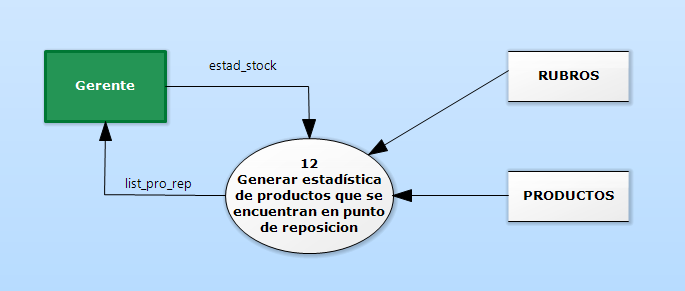 estad_stock
Gerente
RUBROS
12
Generar estadística
de productos que se
encuentran en punto
de reposicion
list_pro_rep
PRODUCTOS